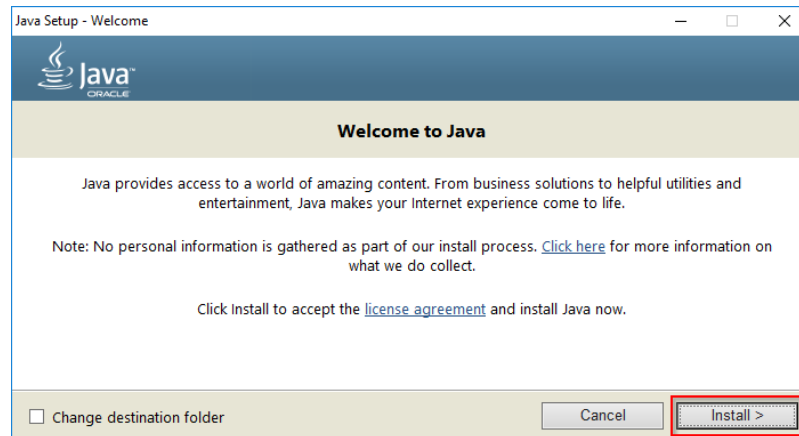 Java Setup - Welcome
Java™
ORACLE
Welcome to Java
Java provides access to a world of amazing content. From business solutions to helpful utilities and
entertainment, Java makes your Internet experience come to life.
Note: No personal information is gathered as part of our install process. Click here for more information on
what we do collect.
Click Install to accept the license agreement and install Java now.
Change destination folder
Cancel
Install >